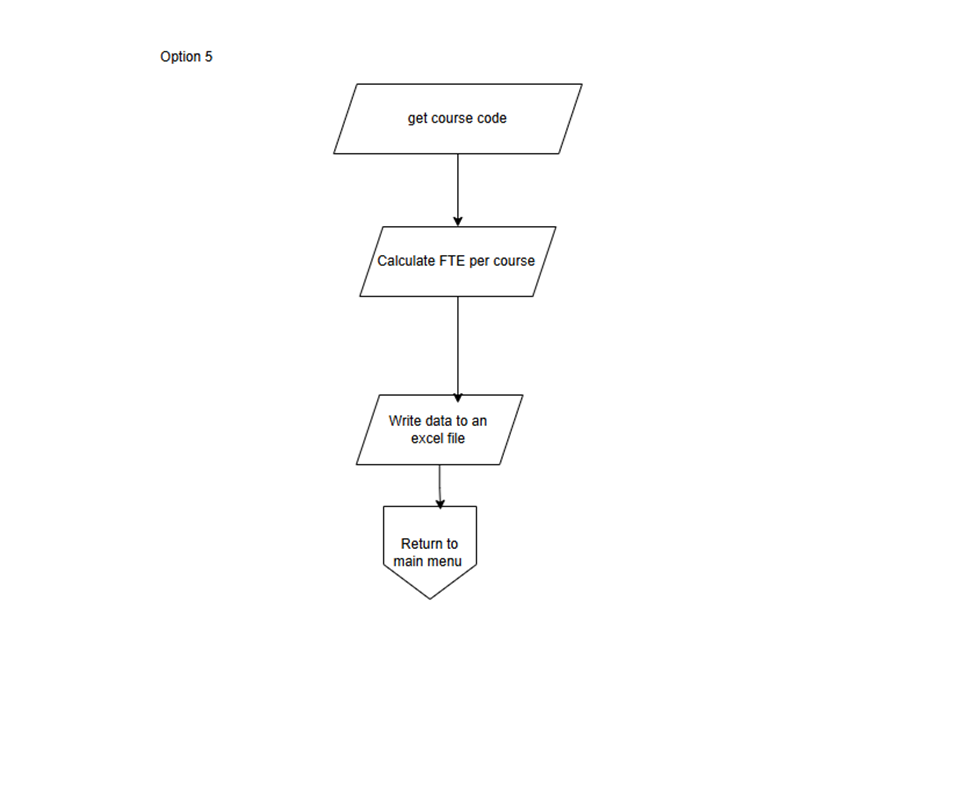 Option 5
get course code
Calculate FTE per course
Write data to an
excel file
Return to
main menu